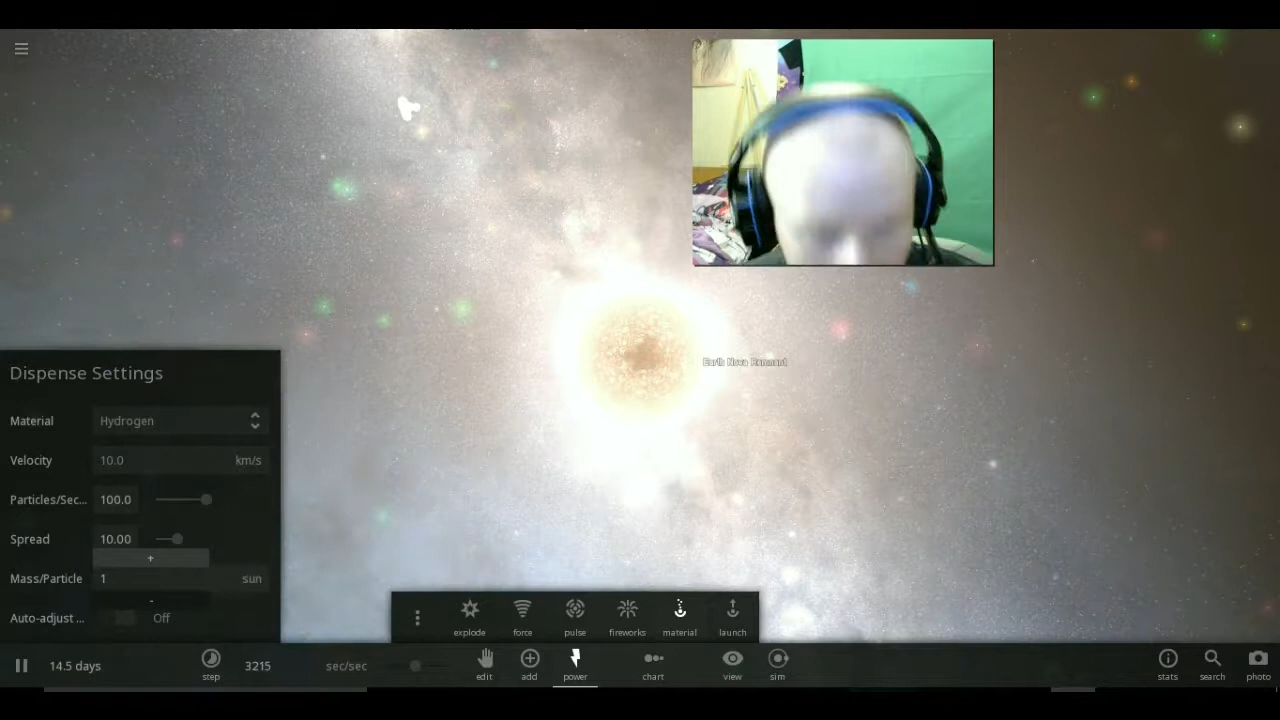 Earth Nova Remnant
Dispense Settings
Material Hydrogen
Velocity 10.0 km/s
Particles/Sec... 100.0
Spread 10.00
+
Mass/Particle 1 sun
-
Auto-adjust ... Off
explode force pulse fireworks material launch
14.5 days step 3215 sec/sec edit add power chart view sim stats search photo